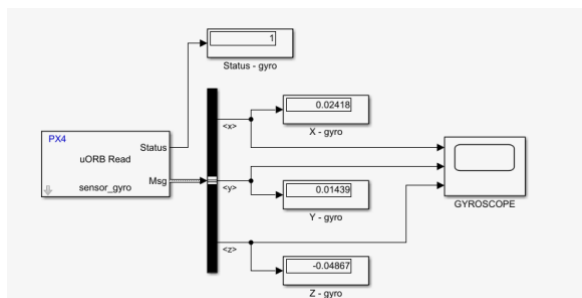 1
Status - gyro
PX4
uORB Read
sensor_gyro
Status
Msg
<x>
<y>
<z>
0.02418
X - gyro
0.01439
Y - gyro
-0.04867
Z - gyro
GYROSCOPE